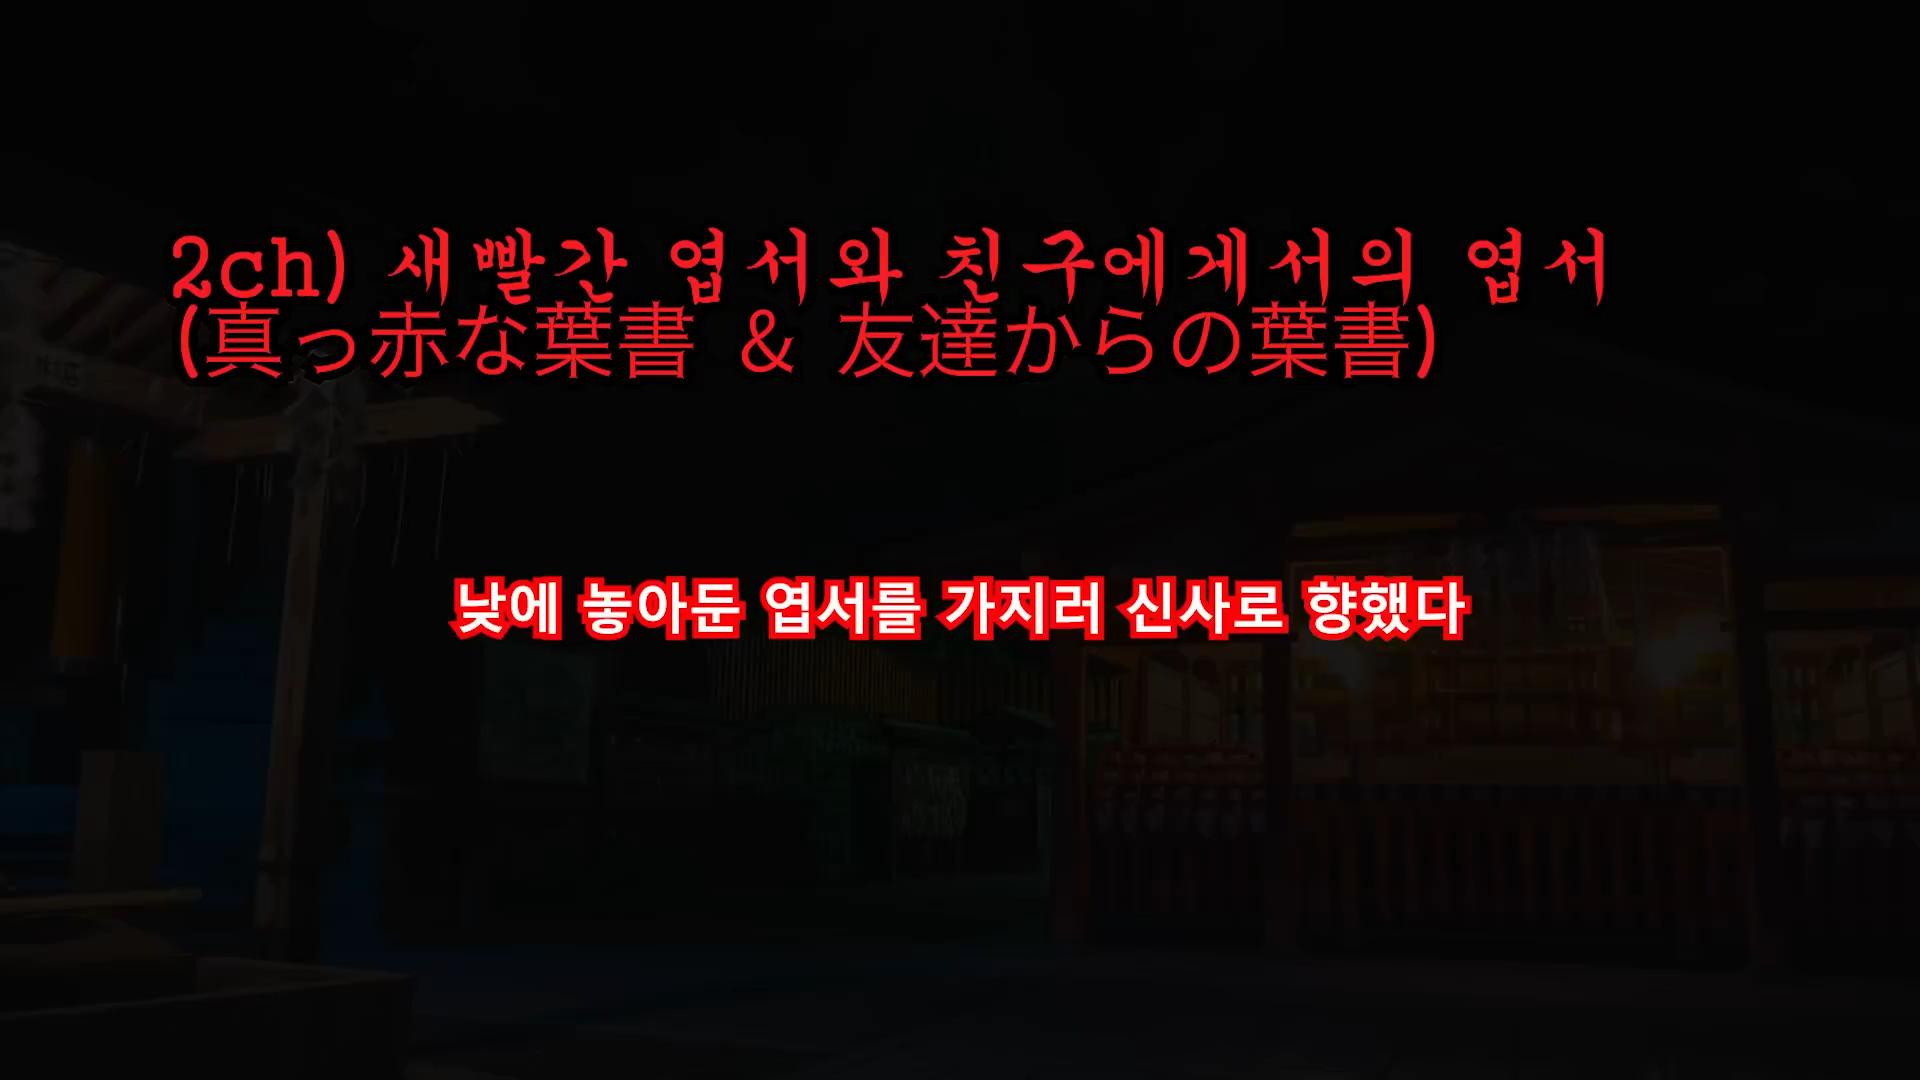 2ch) 새빨간 엽서와 친구에게서의 엽서
(真っ赤な葉書 & 友達からの葉書)
낮에 놓아둔 엽서를 가지러 신사로 향했다